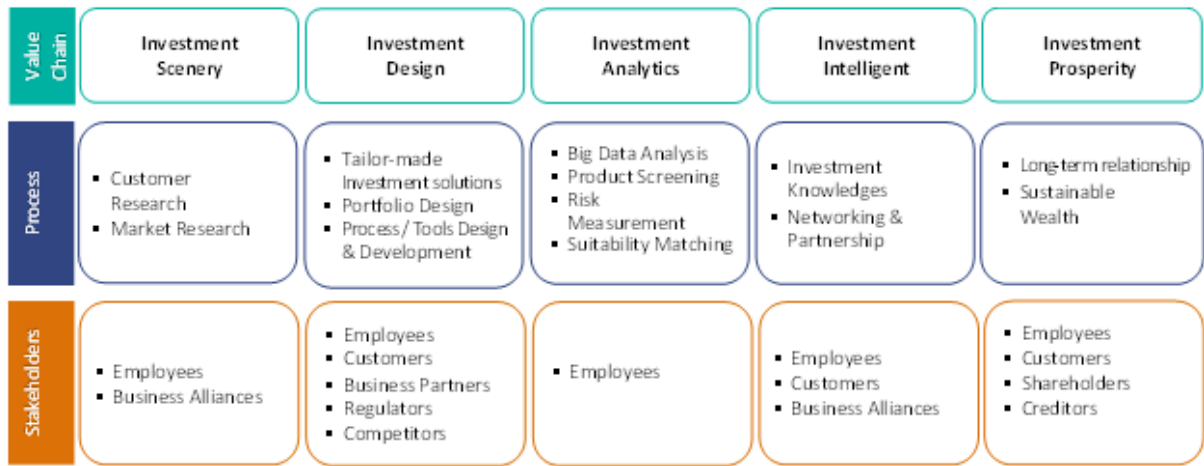 Value
Chain
Investment
Scenery
Investment
Design
Investment
Analytics
Investment
Intelligent
Investment
Prosperity
Process
▪ Customer
Research
▪ Market Research
▪ Tailor-made
Investment solutions
▪ Portfolio Design
▪ Process/ Tools Design
& Development
▪ Big Data Analysis
▪ Product Screening
▪ Risk
Measurement
▪ Suitability Matching
▪ Investment
Knowledges
▪ Networking &
Partnership
▪ Long-term relationship
▪ Sustainable
Wealth
Stakeholders
▪ Employees
▪ Business Alliances
▪ Employees
▪ Customers
▪ Business Partners
▪ Regulators
▪ Competitors
▪ Employees
▪ Employees
▪ Customers
▪ Business Alliances
▪ Employees
▪ Customers
▪ Shareholders
▪ Creditors